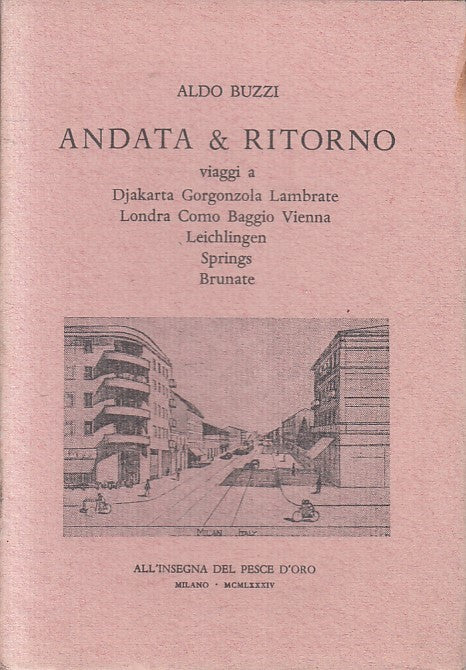 ALDO BUZZI
ANDATA & RITORNO
viaggi a
Djakarta Gorgonzola Lambrate
Londra Como Baggio Vienna
Leichlingen
Springs
Brunate
MILAN ITALY
ALL'INSEGNA DEL PESCE D'ORO
MILANO · MCMLXXXIV